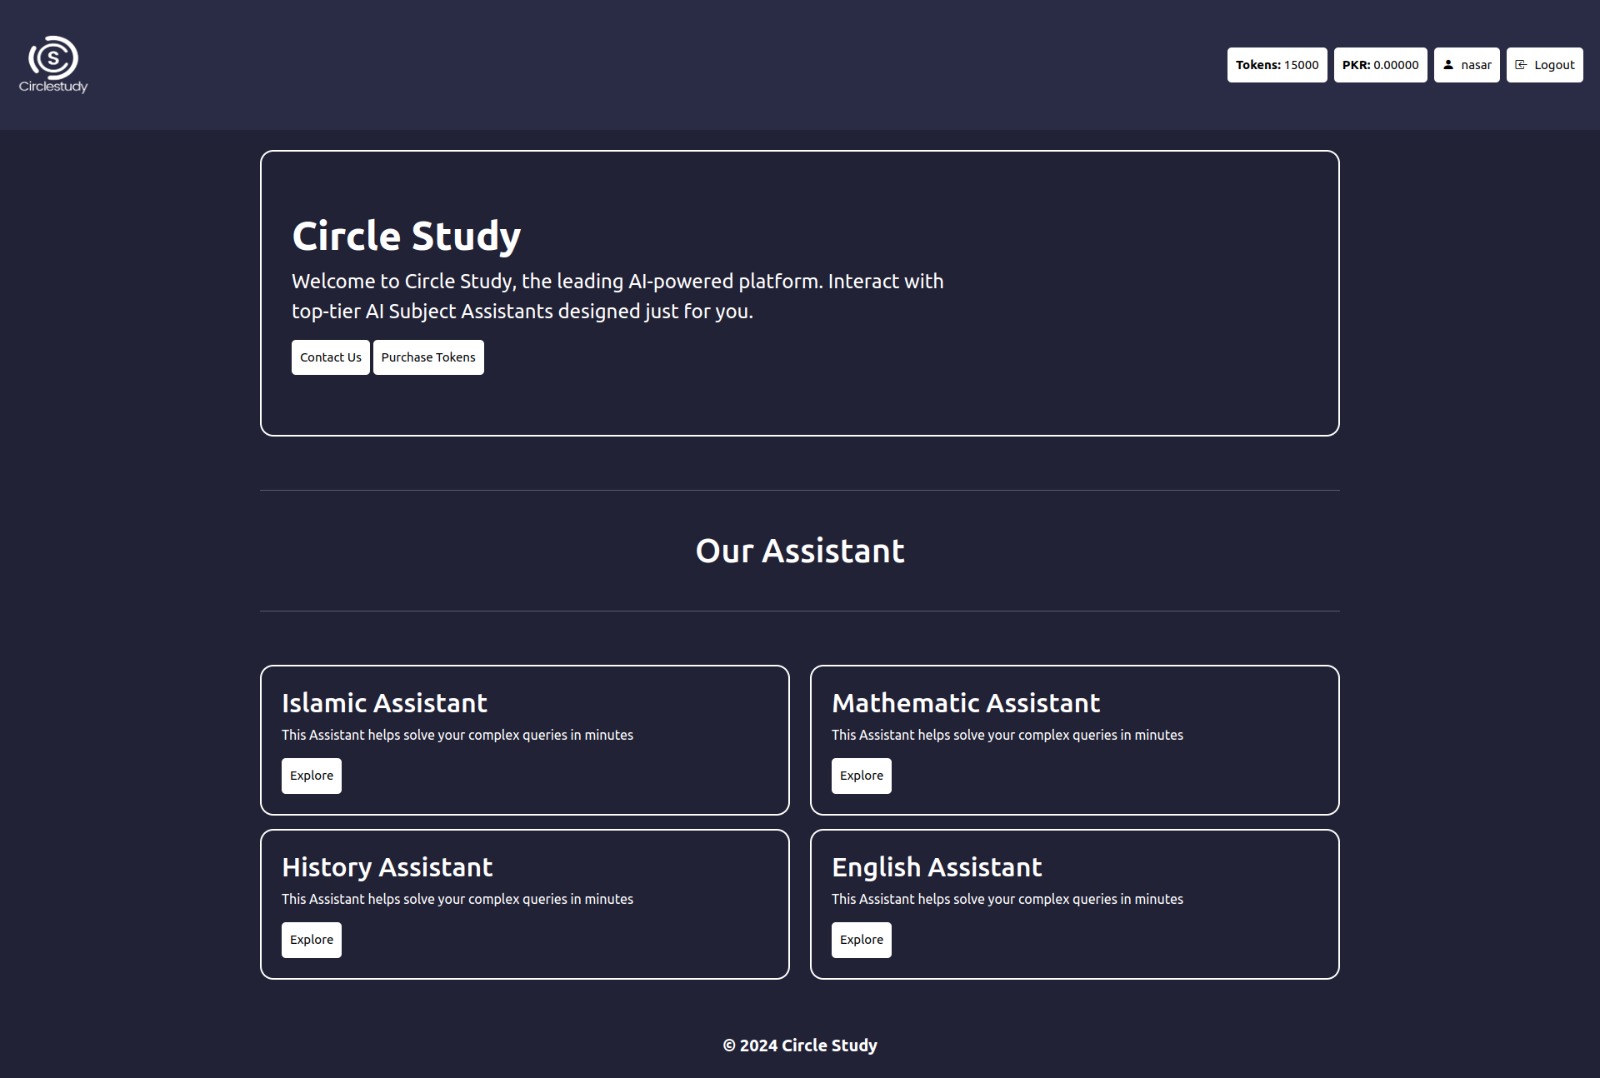 S
Circlestudy
Tokens: 15000
PKR: 0.00000
nasar
Logout
Circle Study
Welcome to Circle Study, the leading AI-powered platform. Interact with
top-tier AI Subject Assistants designed just for you.
Contact Us
Purchase Tokens
Our Assistant
Islamic Assistant
This Assistant helps solve your complex queries in minutes
Explore
Mathematic Assistant
This Assistant helps solve your complex queries in minutes
Explore
History Assistant
This Assistant helps solve your complex queries in minutes
Explore
English Assistant
This Assistant helps solve your complex queries in minutes
Explore
© 2024 Circle Study